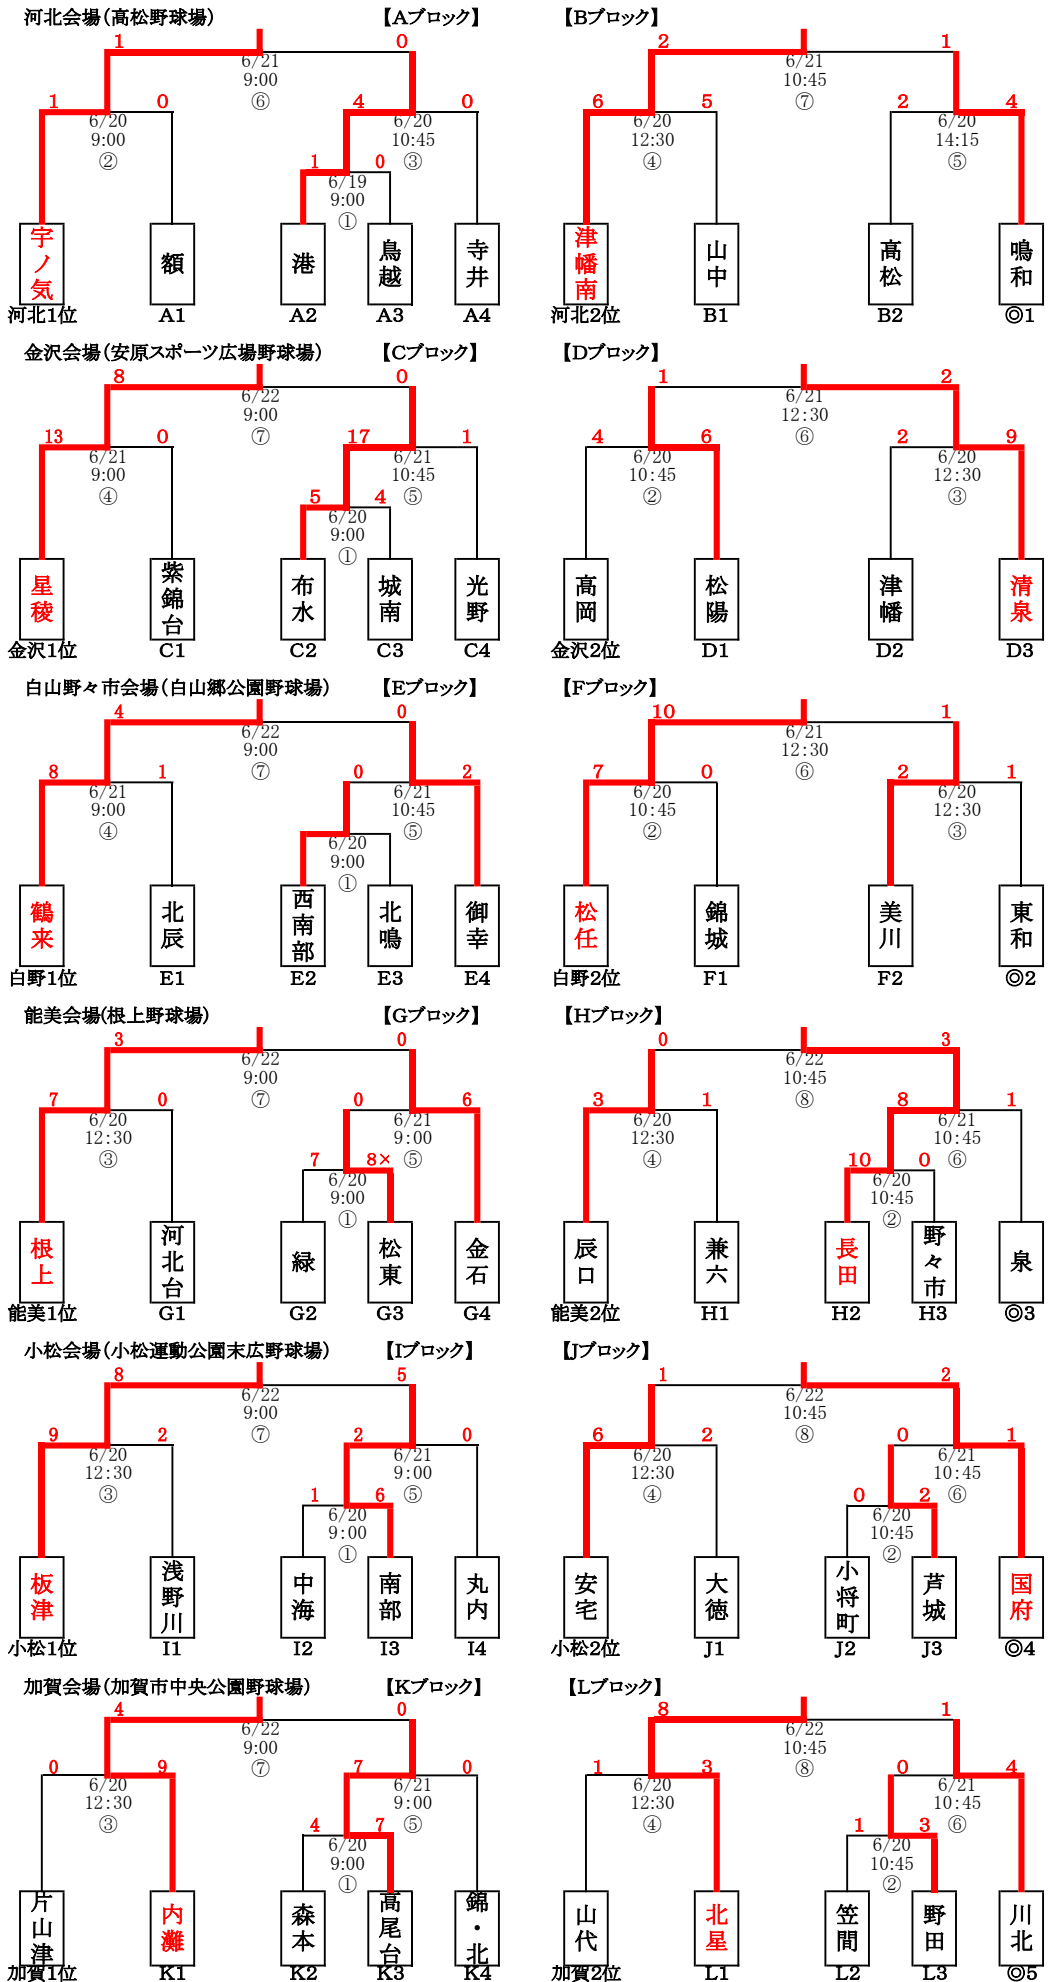 河北会場（高松野球場） 【Aブロック】 【Bブロック】
1 0 2 1
6/21 6/21
9:00 10:45
⑥ ⑦
1 0 4 0 6 5 2 4
6/20 6/20 6/20 6/20
9:00 10:45 12:30 14:15
② ③ ④ ⑤
1 0
6/19
9:00
①
宇ノ気 額 港 鳥越 寺井 津幡南 山中 高松 鳴和
河北1位 A1 A2 A3 A4 河北2位 B1 B2 ◎1
金沢会場（安原スポーツ広場野球場） 【Cブロック】 【Dブロック】
8 0 1 2
6/22 6/21
9:00 12:30
⑦ ⑥
13 0 17 1 4 6 2 9
6/21 6/21 6/20 6/20
9:00 10:45 10:45 12:30
④ ⑤ ② ③
5 4
6/20
9:00
①
星稜 紫錦台 布水 城南 光野 高岡 松陽 津幡 清泉
金沢1位 C1 C2 C3 C4 金沢2位 D1 D2 D3
白山野々市会場（白山郷公園野球場） 【Eブロック】 【Fブロック】
4 0 10 1
6/22 6/21
9:00 12:30
⑦ ⑥
8 1 0 2 7 0 2 1
6/21 6/21 6/20 6/20
9:00 10:45 10:45 12:30
④ ⑤ ② ③
6/20
9:00
①
鶴来 北辰 西南部 北鳴 御幸 松任 錦城 美川 東和
白野1位 E1 E2 E3 E4 白野2位 F1 F2 ◎2
能美会場(根上野球場) 【Gブロック】 【Hブロック】
3 0 0 3
6/22 6/22
9:00 10:45
⑦ ⑧
7 0 0 6 3 1 8 1
6/20 6/21 6/20 6/21
12:30 9:00 12:30 10:45
③ ⑤ ④ ⑥
7 8× 10 0
6/20 6/20
9:00 10:45
① ②
根上 河北台 緑 松東 金石 辰口 兼六 長田 野々市 泉
能美1位 G1 G2 G3 G4 能美2位 H1 H2 H3 ◎3
小松会場（小松運動公園末広野球場） 【Iブロック】 【Jブロック】
8 5 1 2
6/22 6/22
9:00 10:45
⑦ ⑧
9 2 2 0 6 2 0 1
6/20 6/21 6/20 6/21
12:30 9:00 12:30 10:45
③ ⑤ ④ ⑥
1 6 0 2
6/20 6/20
9:00 10:45
① ②
板津 浅野川 中海 南部 丸内 安宅 大徳 小将町 芦城 国府
小松1位 I1 I2 I3 I4 小松2位 J1 J2 J3 ◎4
加賀会場（加賀市中央公園野球場） 【Kブロック】 【Lブロック】
4 0 8 1
6/22 6/22
9:00 10:45
⑦ ⑧
0 9 7 0 1 3 0 4
6/20 6/21 6/20 6/21
12:30 9:00 12:30 10:45
③ ⑤ ④ ⑥
4 7 1 3
6/20 6/20
9:00 10:45
① ②
片山津 内灘 森本 高尾台 錦・北 山代 北星 笠間 野田 川北
加賀1位 K1 K2 K3 K4 加賀2位 L1 L2 L3 ◎5